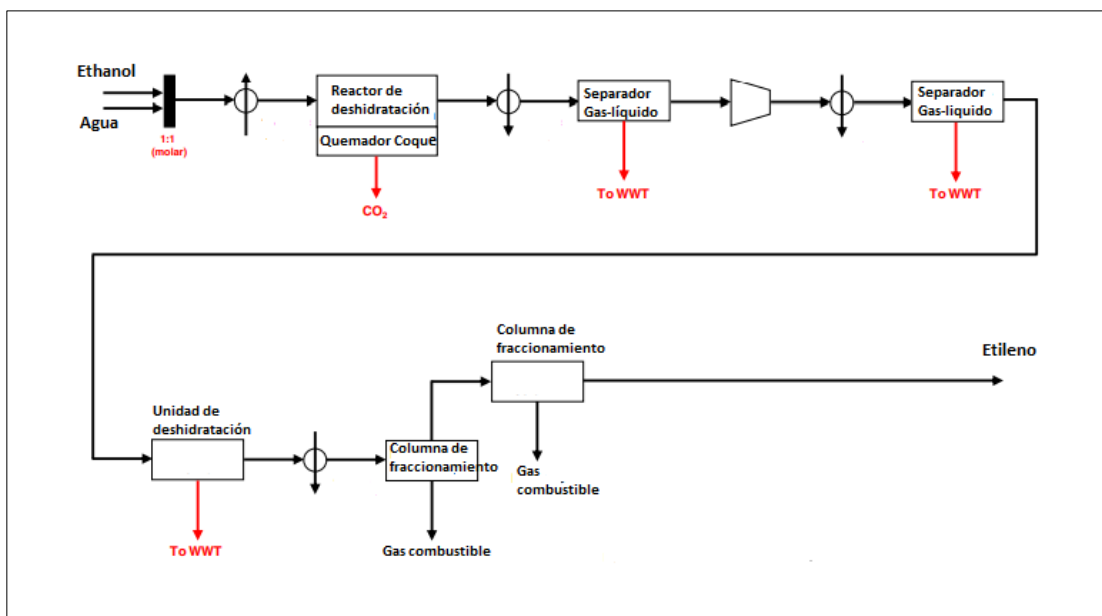 Ethanol
Agua
1:1
(molar)
Reactor de
deshidratación
Quemador Coque
CO₂
Separador
Gas-líquido
To WWT
Separador
Gas-liquido
To WWT
Columna de
fraccionamiento
Etileno
Unidad de
deshidratación
Columna de
fraccionamiento
Gas
combustible
To WWT
Gas combustible